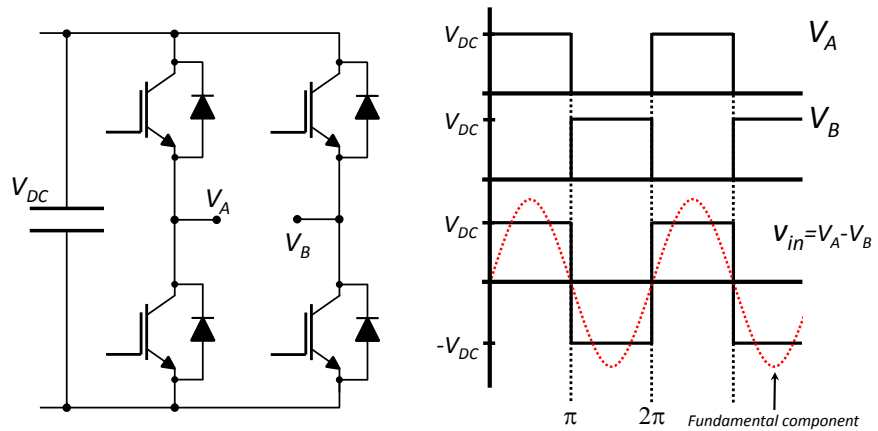 V_DC
V_A
V_B
V_DC
V_A
V_DC
V_B
V_DC
v_in=V_A-V_B
-V_DC
π
2π
Fundamental component